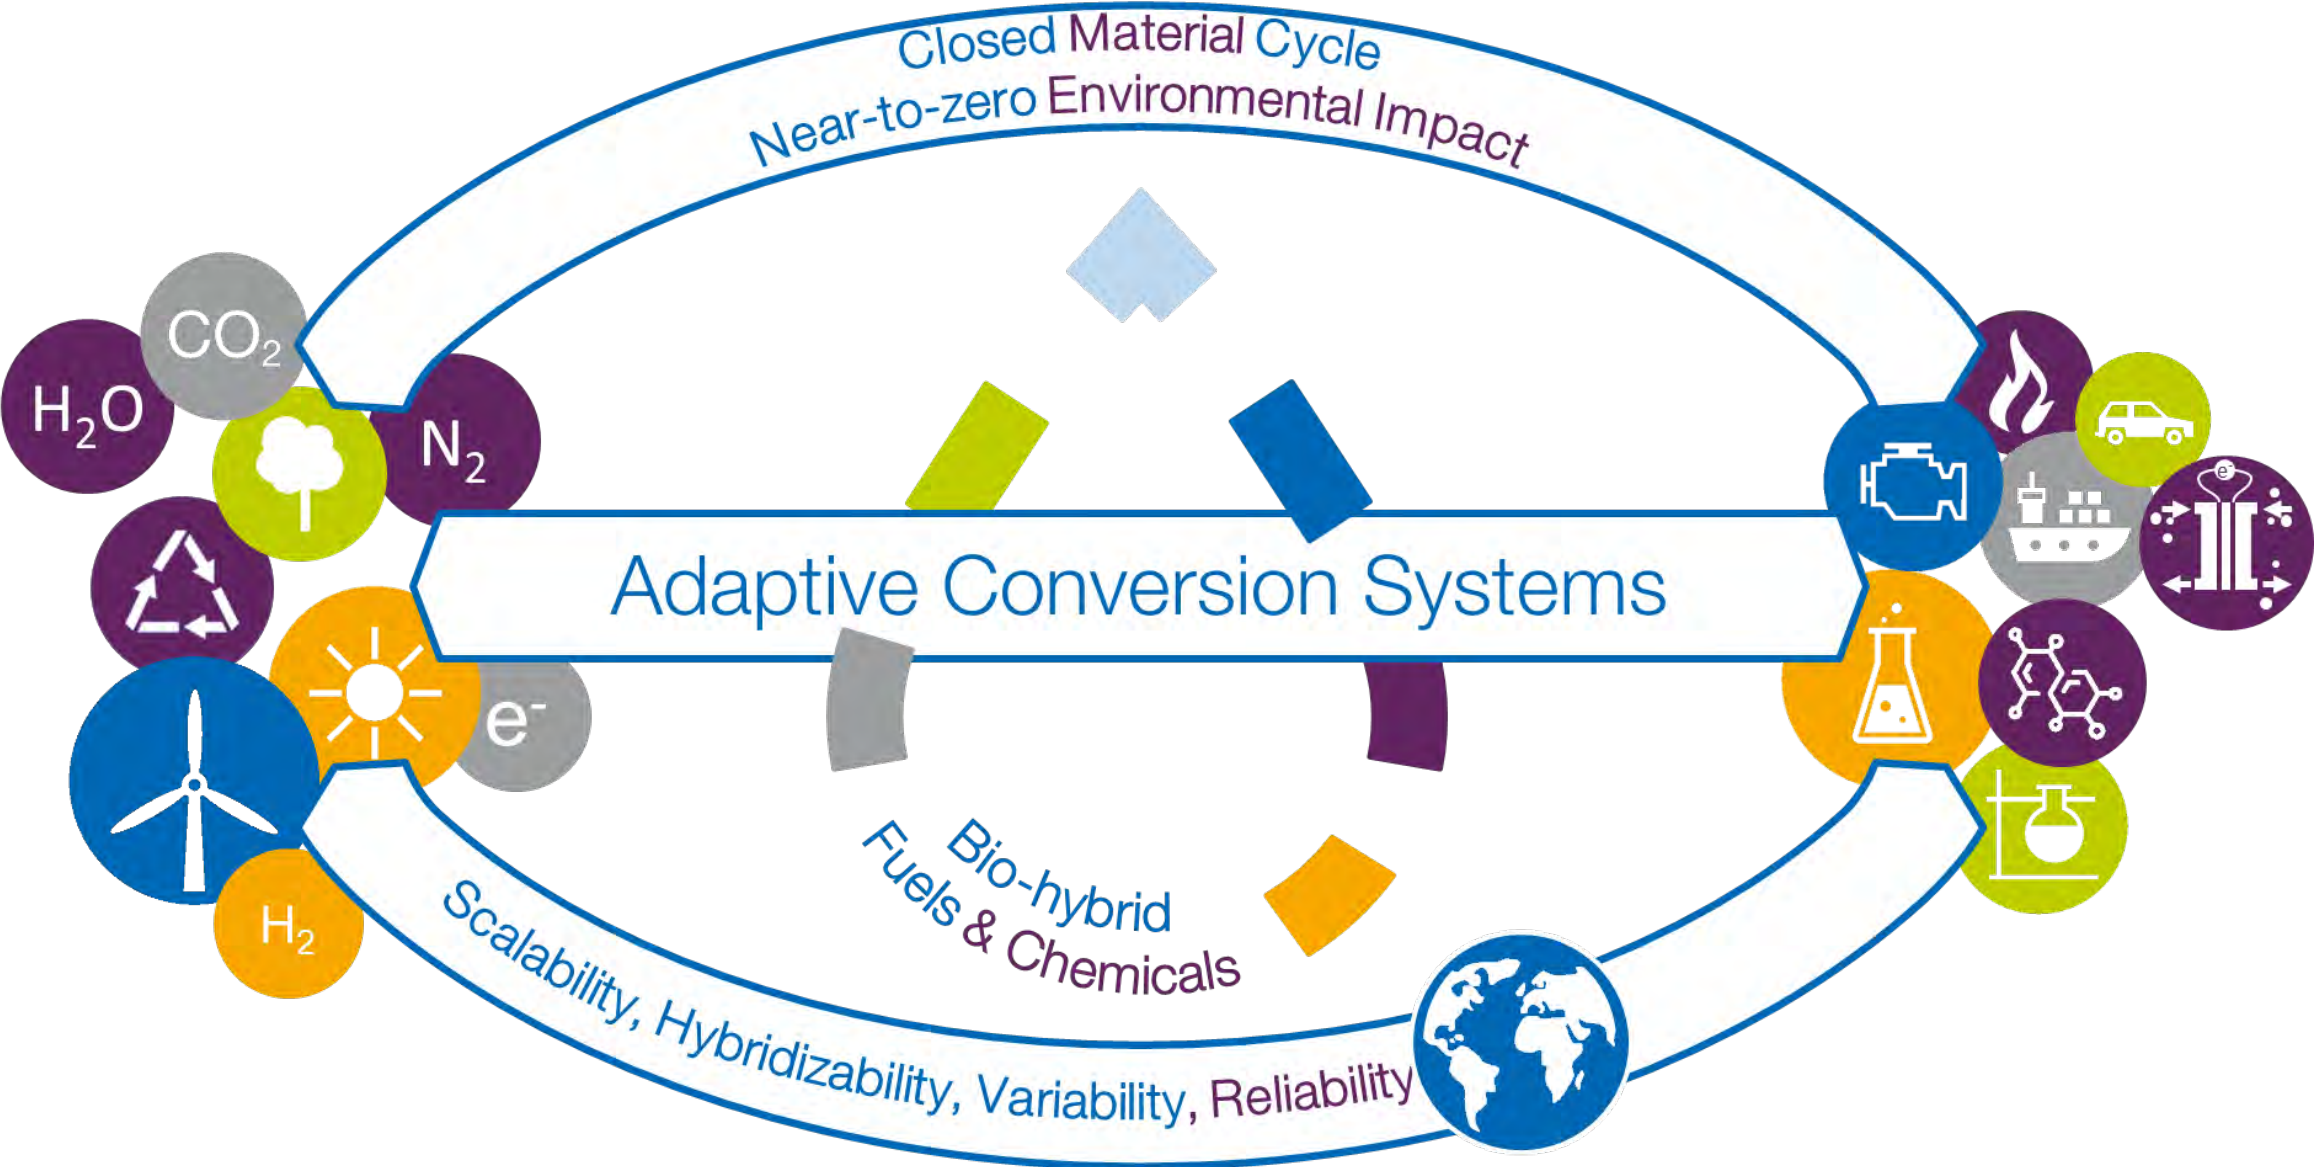 Closed Material Cycle
Near-to-zero Environmental Impact
CO₂
H₂O
N₂
e⁻
Adaptive Conversion Systems
e⁻
H₂
Bio-hybrid
Fuels & Chemicals
Scalability, Hybridizability, Variability, Reliability